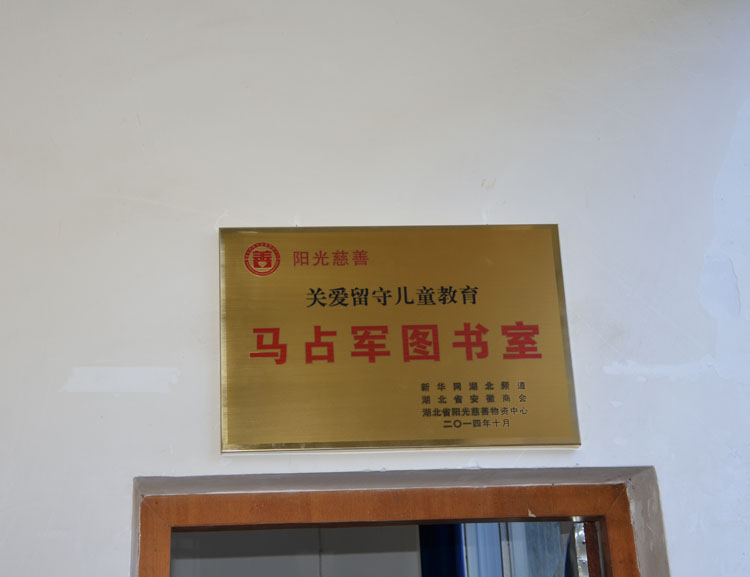 善 阳光慈善
关爱留守儿童教育
马占军图书室
新华网湖北频道
湖北省安徽商会
湖北省阳光慈善物资中心
二〇一四年十月